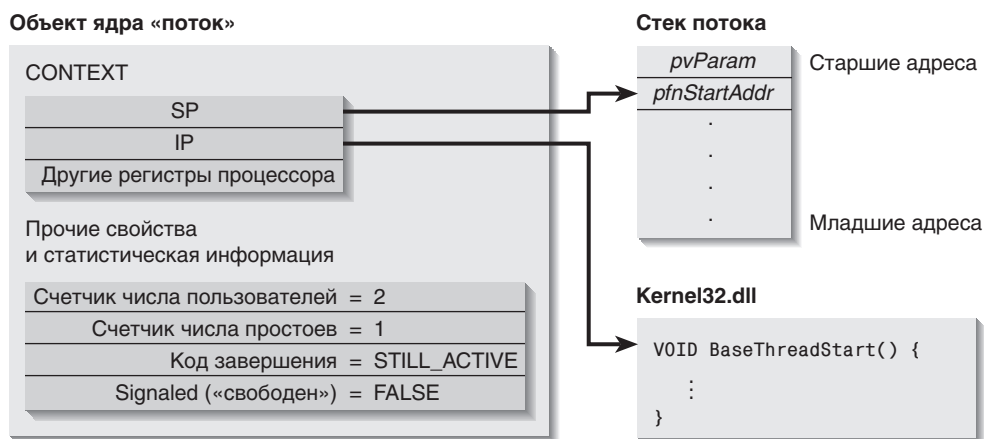 Объект ядра «поток»
CONTEXT
SP
IP
Другие регистры процессора
Прочие свойства
и статистическая информация
Счетчик числа пользователей = 2
Счетчик числа простоев = 1
Код завершения = STILL_ACTIVE
Signaled («свободен») = FALSE
Стек потока
pvParam
Старшие адреса
pfnStartAddr
.
.
.
.
Младшие адреса
Kernel32.dll
VOID BaseThreadStart() {
⋮
}